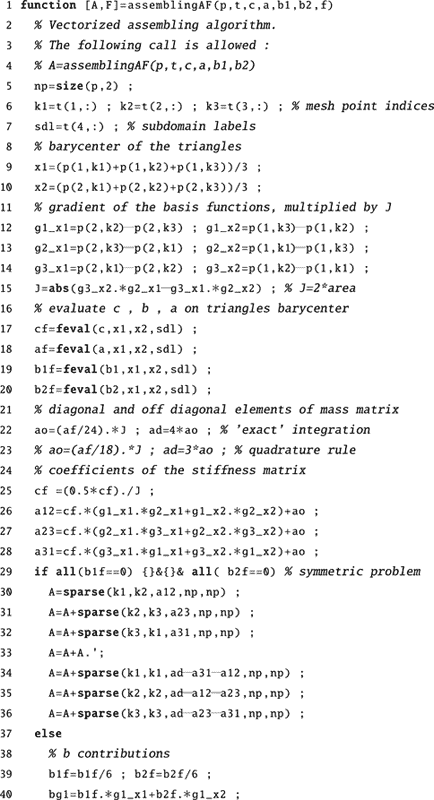 1 function [A,F]=assemblingAF(p,t,c,a,b1,b2,f)
2 % Vectorized assembling algorithm.
3 % The following call is allowed :
4 % A=assemblingAF(p,t,c,a,b1,b2)
5 np=size(p,2) ;
6 k1=t(1,:) ; k2=t(2,:) ; k3=t(3,:) ; % mesh point indices
7 sdl=t(4,:) ; % subdomain labels
8 % barycenter of the triangles
9 x1=(p(1,k1)+p(1,k2)+p(1,k3))/3 ;
10 x2=(p(2,k1)+p(2,k2)+p(2,k3))/3 ;
11 % gradient of the basis functions, multiplied by J
12 g1_x1=p(2,k2)—p(2,k3) ; g1_x2=p(1,k3)—p(1,k2) ;
13 g2_x1=p(2,k3)—p(2,k1) ; g2_x2=p(1,k1)—p(1,k3) ;
14 g3_x1=p(2,k1)—p(2,k2) ; g3_x2=p(1,k2)—p(1,k1) ;
15 J=abs(g3_x2.*g2_x1—g3_x1.*g2_x2) ; % J=2*area
16 % evaluate c , b , a on triangles barycenter
17 cf=feval(c,x1,x2,sdl) ;
18 af=feval(a,x1,x2,sdl) ;
19 b1f=feval(b1,x1,x2,sdl) ;
20 b2f=feval(b2,x1,x2,sdl) ;
21 % diagonal and off diagonal elements of mass matrix
22 ao=(af/24).*J ; ad=4*ao ; % 'exact' integration
23 % ao=(af/18).*J ; ad=3*ao ; % quadrature rule
24 % coefficients of the stiffness matrix
25 cf =(0.5*cf)./J ;
26 a12=cf.*(g1_x1.*g2_x1+g1_x2.*g2_x2)+ao ;
27 a23=cf.*(g2_x1.*g3_x1+g2_x2.*g3_x2)+ao ;
28 a31=cf.*(g3_x1.*g1_x1+g3_x2.*g1_x2)+ao ;
29 if all(b1f==0) {}&{}& all( b2f==0) % symmetric problem
30 A=sparse(k1,k2,a12,np,np) ;
31 A=A+sparse(k2,k3,a23,np,np) ;
32 A=A+sparse(k3,k1,a31,np,np) ;
33 A=A+A.';
34 A=A+sparse(k1,k1,ad—a31—a12,np,np) ;
35 A=A+sparse(k2,k2,ad—a12—a23,np,np) ;
36 A=A+sparse(k3,k3,ad—a23—a31,np,np) ;
37 else
38 % b contributions
39 b1f=b1f/6 ; b2f=b2f/6 ;
40 bg1=b1f.*g1_x1+b2f.*g1_x2 ;